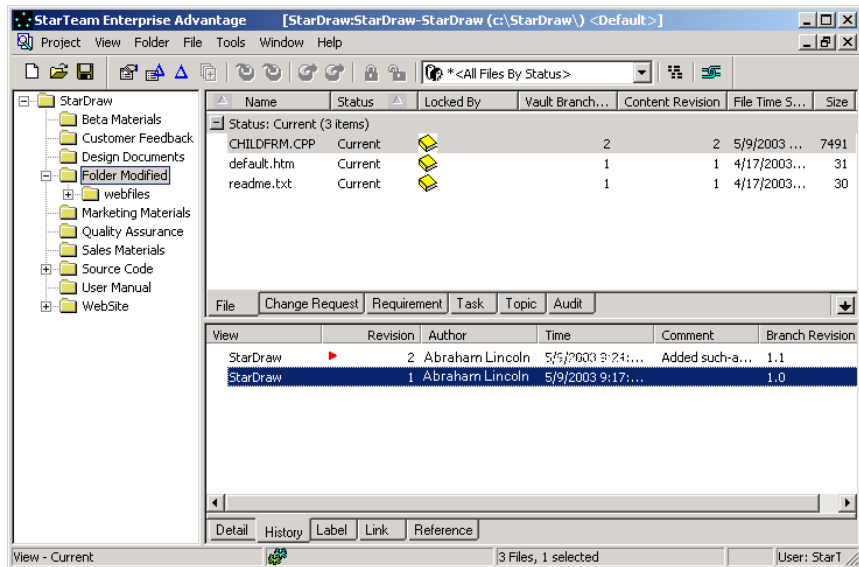 StarTeam Enterprise Advantage [StarDraw:StarDraw-StarDraw (c:\StarDraw\) <Default>]
Project View Folder File Tools Window Help
*<All Files By Status>
StarDraw
Beta Materials
Customer Feedback
Design Documents
Folder Modified
webfiles
Marketing Materials
Quality Assurance
Sales Materials
Source Code
User Manual
WebSite
Name Status Locked By Vault Branch... Content Revision File Time S... Size
Status: Current (3 items)
CHILDFRM.CPP Current 2 2 5/9/2003 ... 7491
default.htm Current 1 1 4/17/2003... 31
readme.txt Current 1 1 4/17/2003... 30
File Change Request Requirement Task Topic Audit
View Revision Author Time Comment Branch Revision
StarDraw 2 Abraham Lincoln Added such-a... 1.1
StarDraw 1 Abraham Lincoln 5/9/2003 9:17:... 1.0
Detail History Label Link Reference
View - Current 3 Files, 1 selected User: StarT